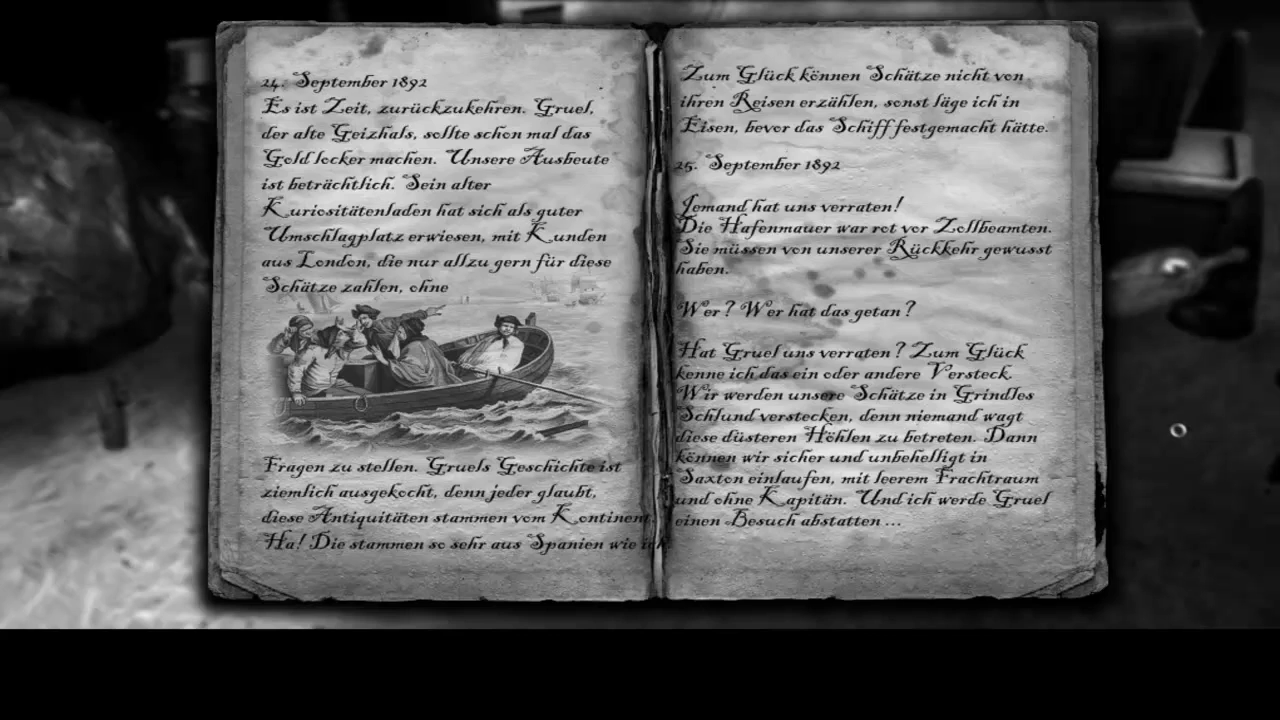 24. September 1892
Es ist Zeit, zurückzukehren. Gruel,
der alte Geizhals, sollte schon mal das
Gold locker machen. Unsere Ausbeute
ist beträchtlich. Sein alter
Kuriositätenladen hat sich als guter
Umschlagplatz erwiesen, mit Kunden
aus London, die nur allzu gern für diese
Schätze zahlen, ohne
Fragen zu stellen. Gruels Geschichte ist
ziemlich ausgekocht, denn jeder glaubt,
diese Antiquitäten stammen vom Kontinent.
Ha! Die stammen so sehr aus Spanien wie ich.
Zum Glück können Schätze nicht von
ihren Reisen erzählen, sonst läge ich in
Eisen, bevor das Schiff festgemacht hätte.
25. September 1892
Jemand hat uns verraten!
Die Hafenmauer war rot vor Zollbeamten.
Sie müssen von unserer Rückkehr gewusst
haben.
Wer? Wer hat das getan?
Hat Gruel uns verraten? Zum Glück
kenne ich das ein oder andere Versteck.
Wir werden unsere Schätze in Grindles
Schlund verstecken, denn niemand wagt
diese düsteren Höhlen zu betreten. Dann
können wir sicher und unbehelligt in
Saxton einlaufen, mit leerem Frachtraum
und ohne Kapitän. Und ich werde Gruel
einen Besuch abstatten ...